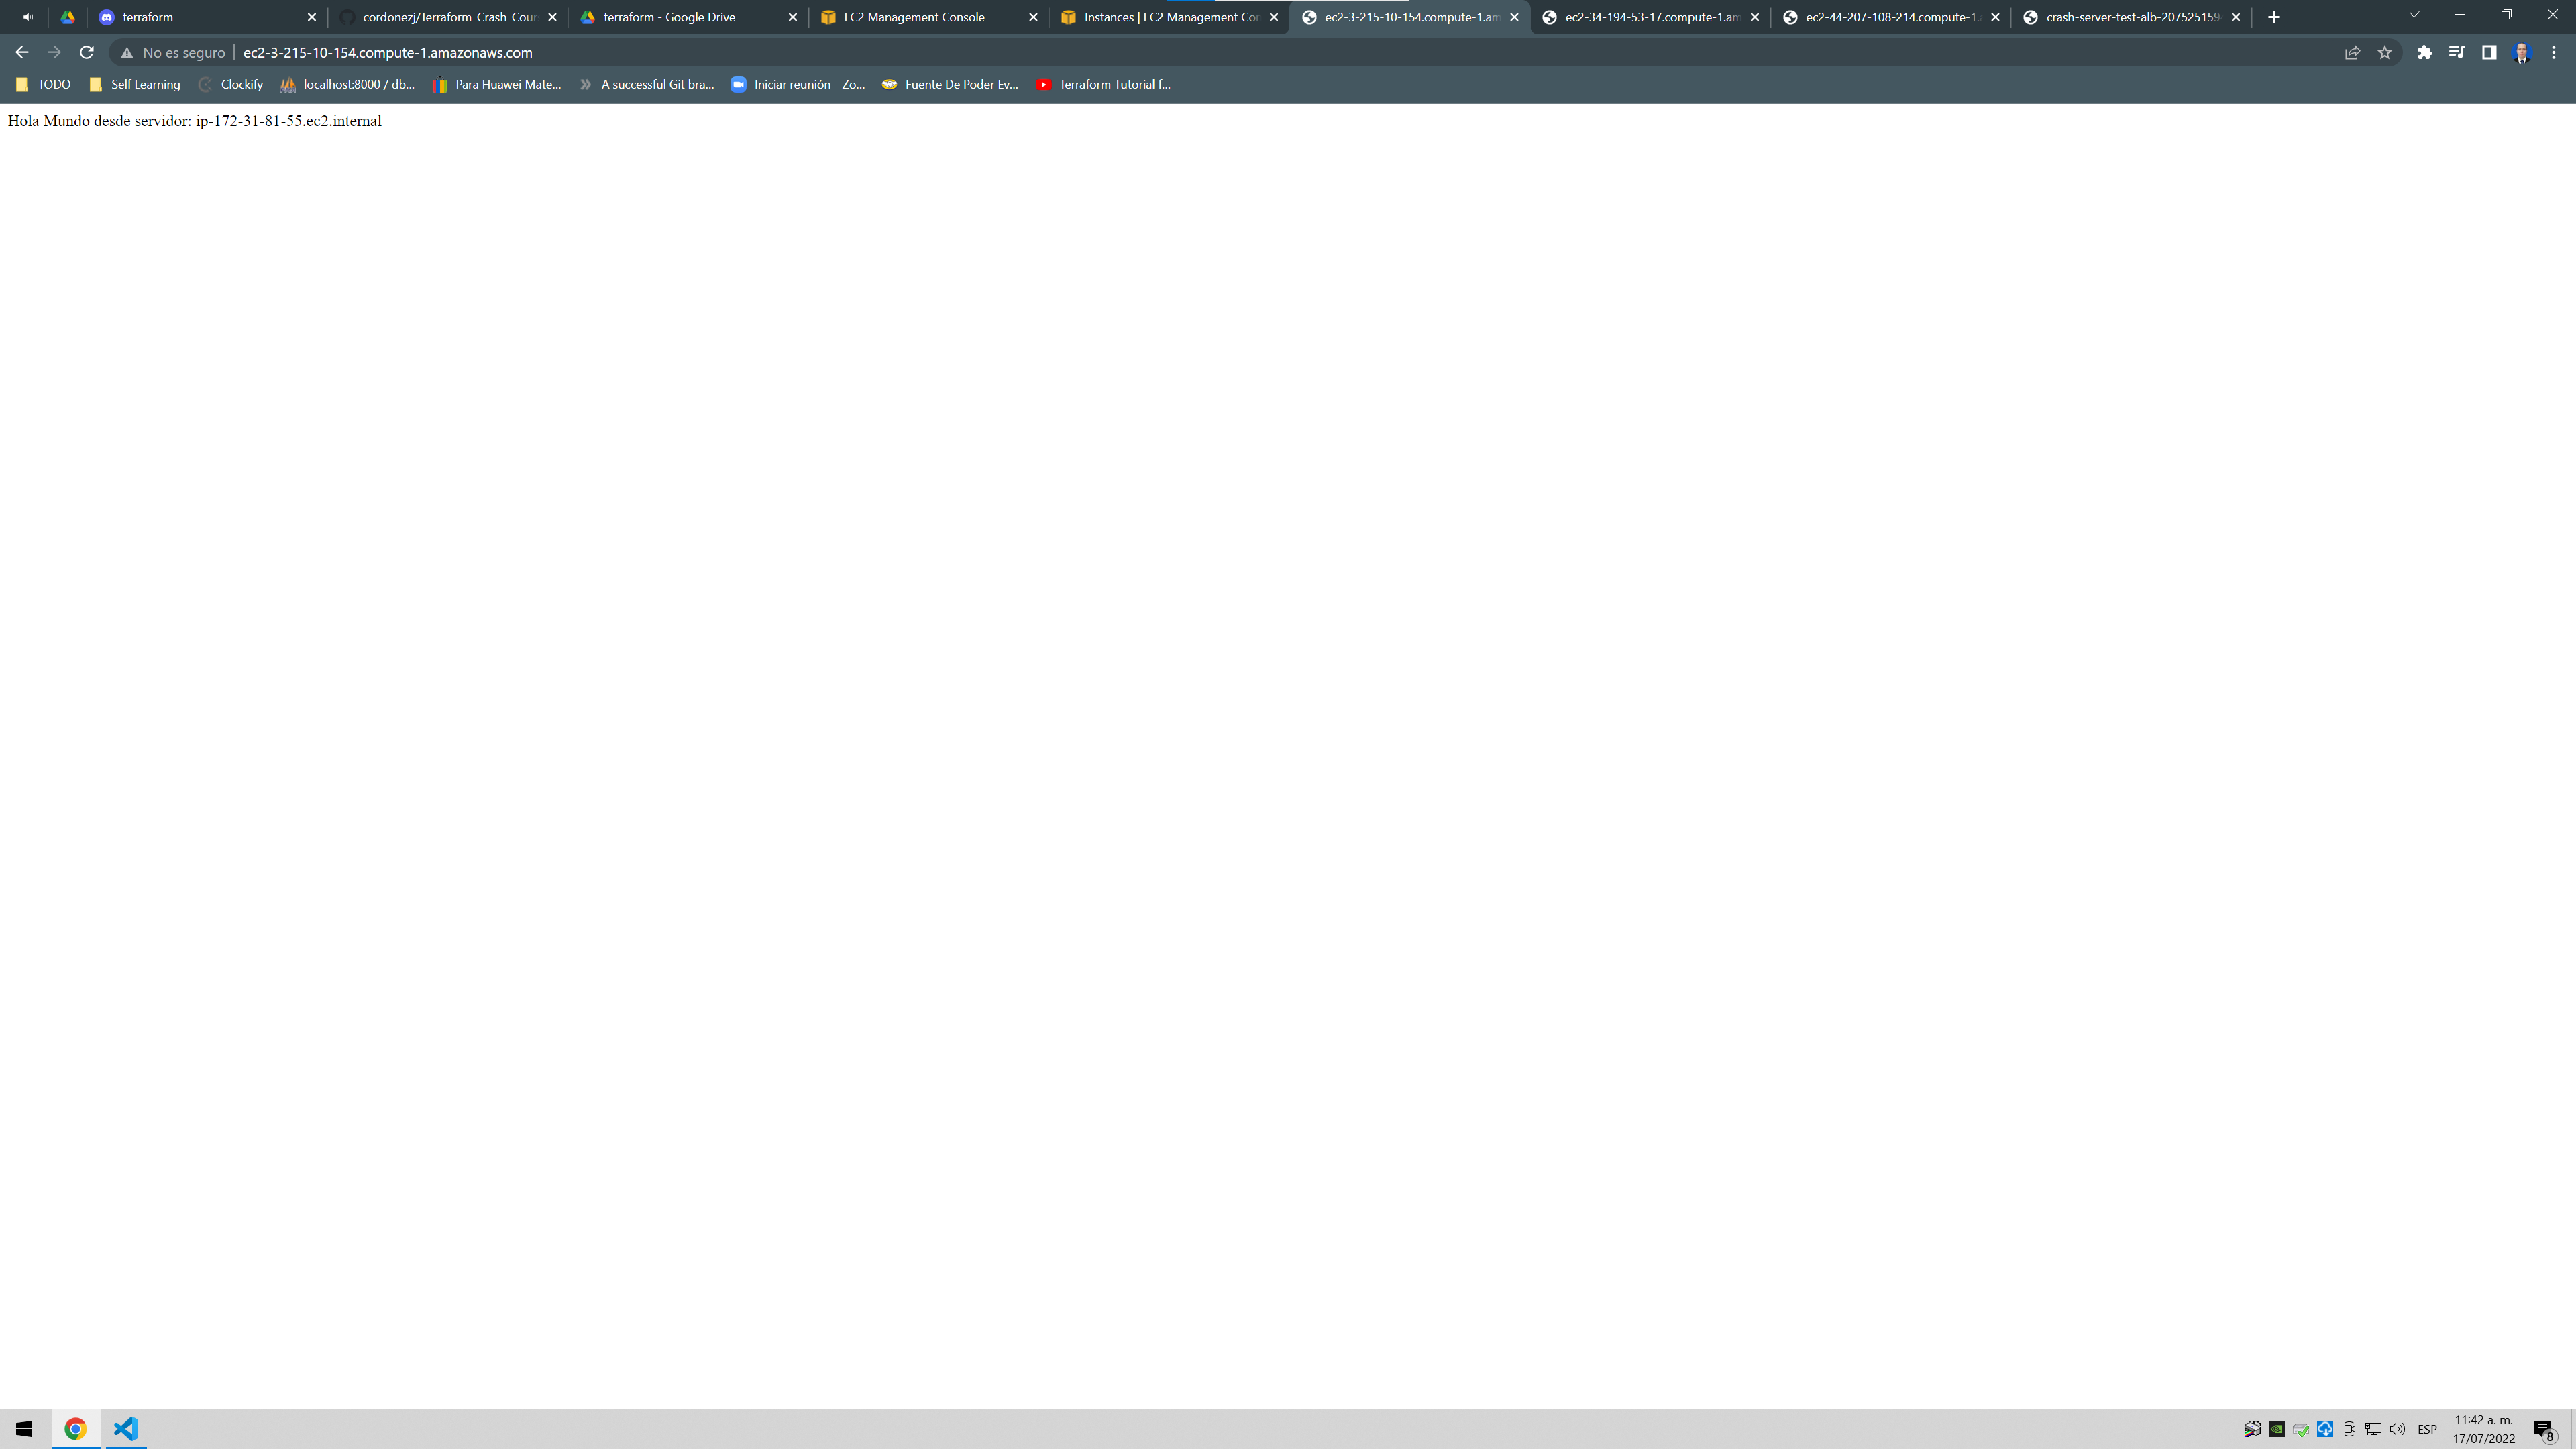 terraform
cordonezj/Terraform_Crash_Cour
terraform - Google Drive
EC2 Management Console
Instances | EC2 Management Con
ec2-3-215-10-154.compute-1.am
ec2-34-194-53-17.compute-1.am
ec2-44-207-108-214.compute-1.a
crash-server-test-alb-2075251594
No es seguro
ec2-3-215-10-154.compute-1.amazonaws.com
TODO
Self Learning
Clockify
localhost:8000 / db...
Para Huawei Mate...
A successful Git bra...
Iniciar reunión - Zo...
Fuente De Poder Ev...
Terraform Tutorial f...
Hola Mundo desde servidor: ip-172-31-81-55.ec2.internal
ESP
11:42 a. m.
17/07/2022
8